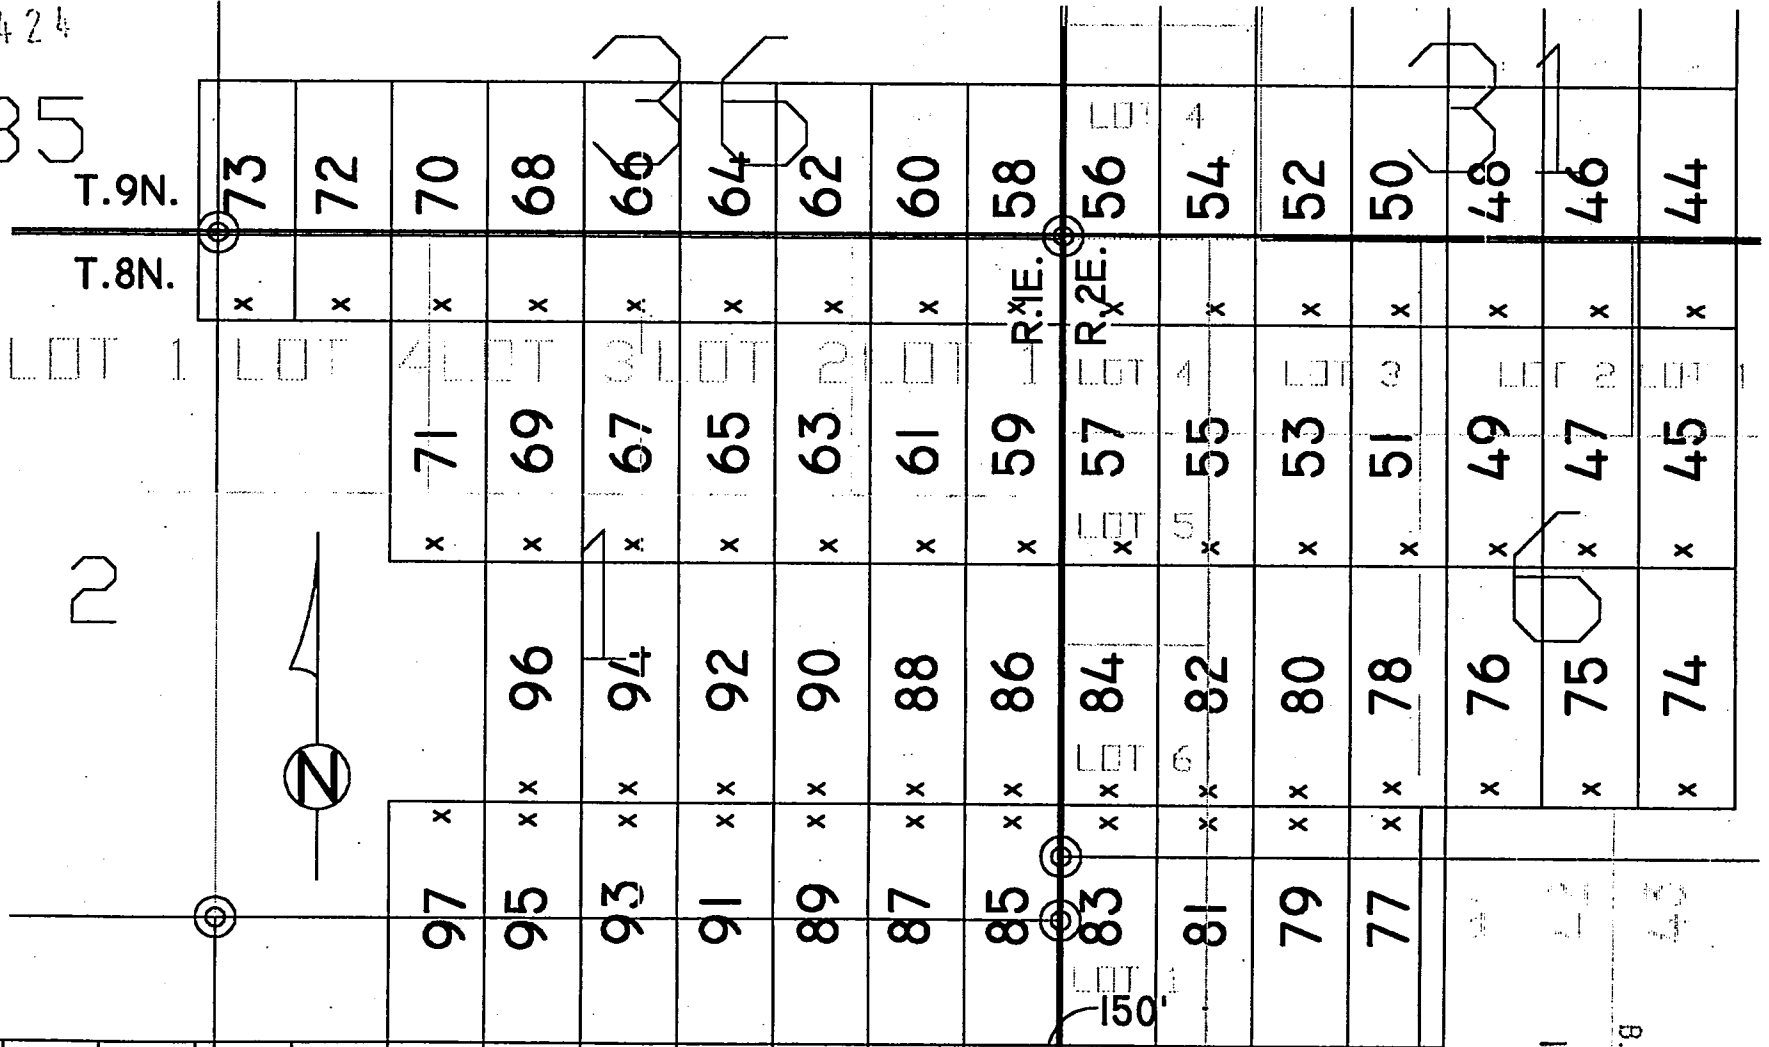 424
35 36 31
LOT 4
T.9N. 73 72 70 68 66 64 62 60 58 56 54 52 50 48 46 44
T.8N. R.1E. R.2E.
x x x x x x x x x x x x x x x x
LOT 1 LOT 4 LOT 3 LOT 2 LOT 1 LOT 4 LOT 3 LOT 2 LOT 1
71 69 67 65 63 61 59 57 55 53 51 49 47 45
LOT 5
x x x x x x x x x x x x x x
2 1 6
96 94 92 90 88 86 84 82 80 78 76 75 74
LOT 6
N x x x x x x x x x x x x x
x x x x x x x x x x x
97 95 93 91 89 87 85 83 81 79 77
LOT 1
150'
B.